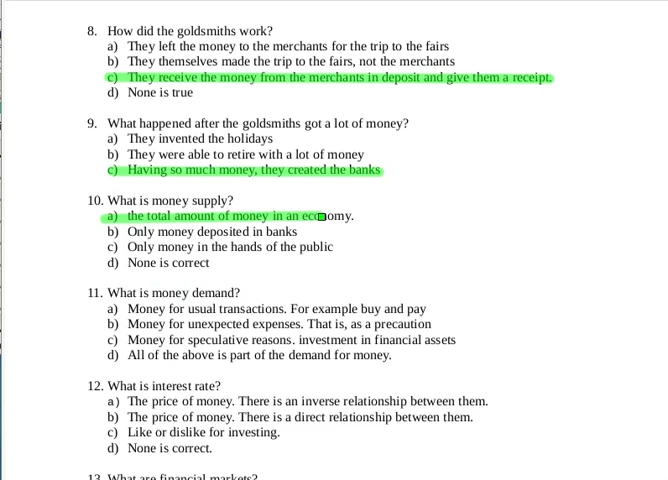 8. How did the goldsmiths work?
a) They left the money to the merchants for the trip to the fairs
b) They themselves made the trip to the fairs, not the merchants
c) They receive the money from the merchants in deposit and give them a receipt.
d) None is true
9. What happened after the goldsmiths got a lot of money?
a) They invented the holidays
b) They were able to retire with a lot of money
c) Having so much money, they created the banks
10. What is money supply?
a) the total amount of money in an economy.
b) Only money deposited in banks
c) Only money in the hands of the public
d) None is correct
11. What is money demand?
a) Money for usual transactions. For example buy and pay
b) Money for unexpected expenses. That is, as a precaution
c) Money for speculative reasons. investment in financial assets
d) All of the above is part of the demand for money.
12. What is interest rate?
a) The price of money. There is an inverse relationship between them.
b) The price of money. There is a direct relationship between them.
c) Like or dislike for investing.
d) None is correct.
13. What are financial markets?